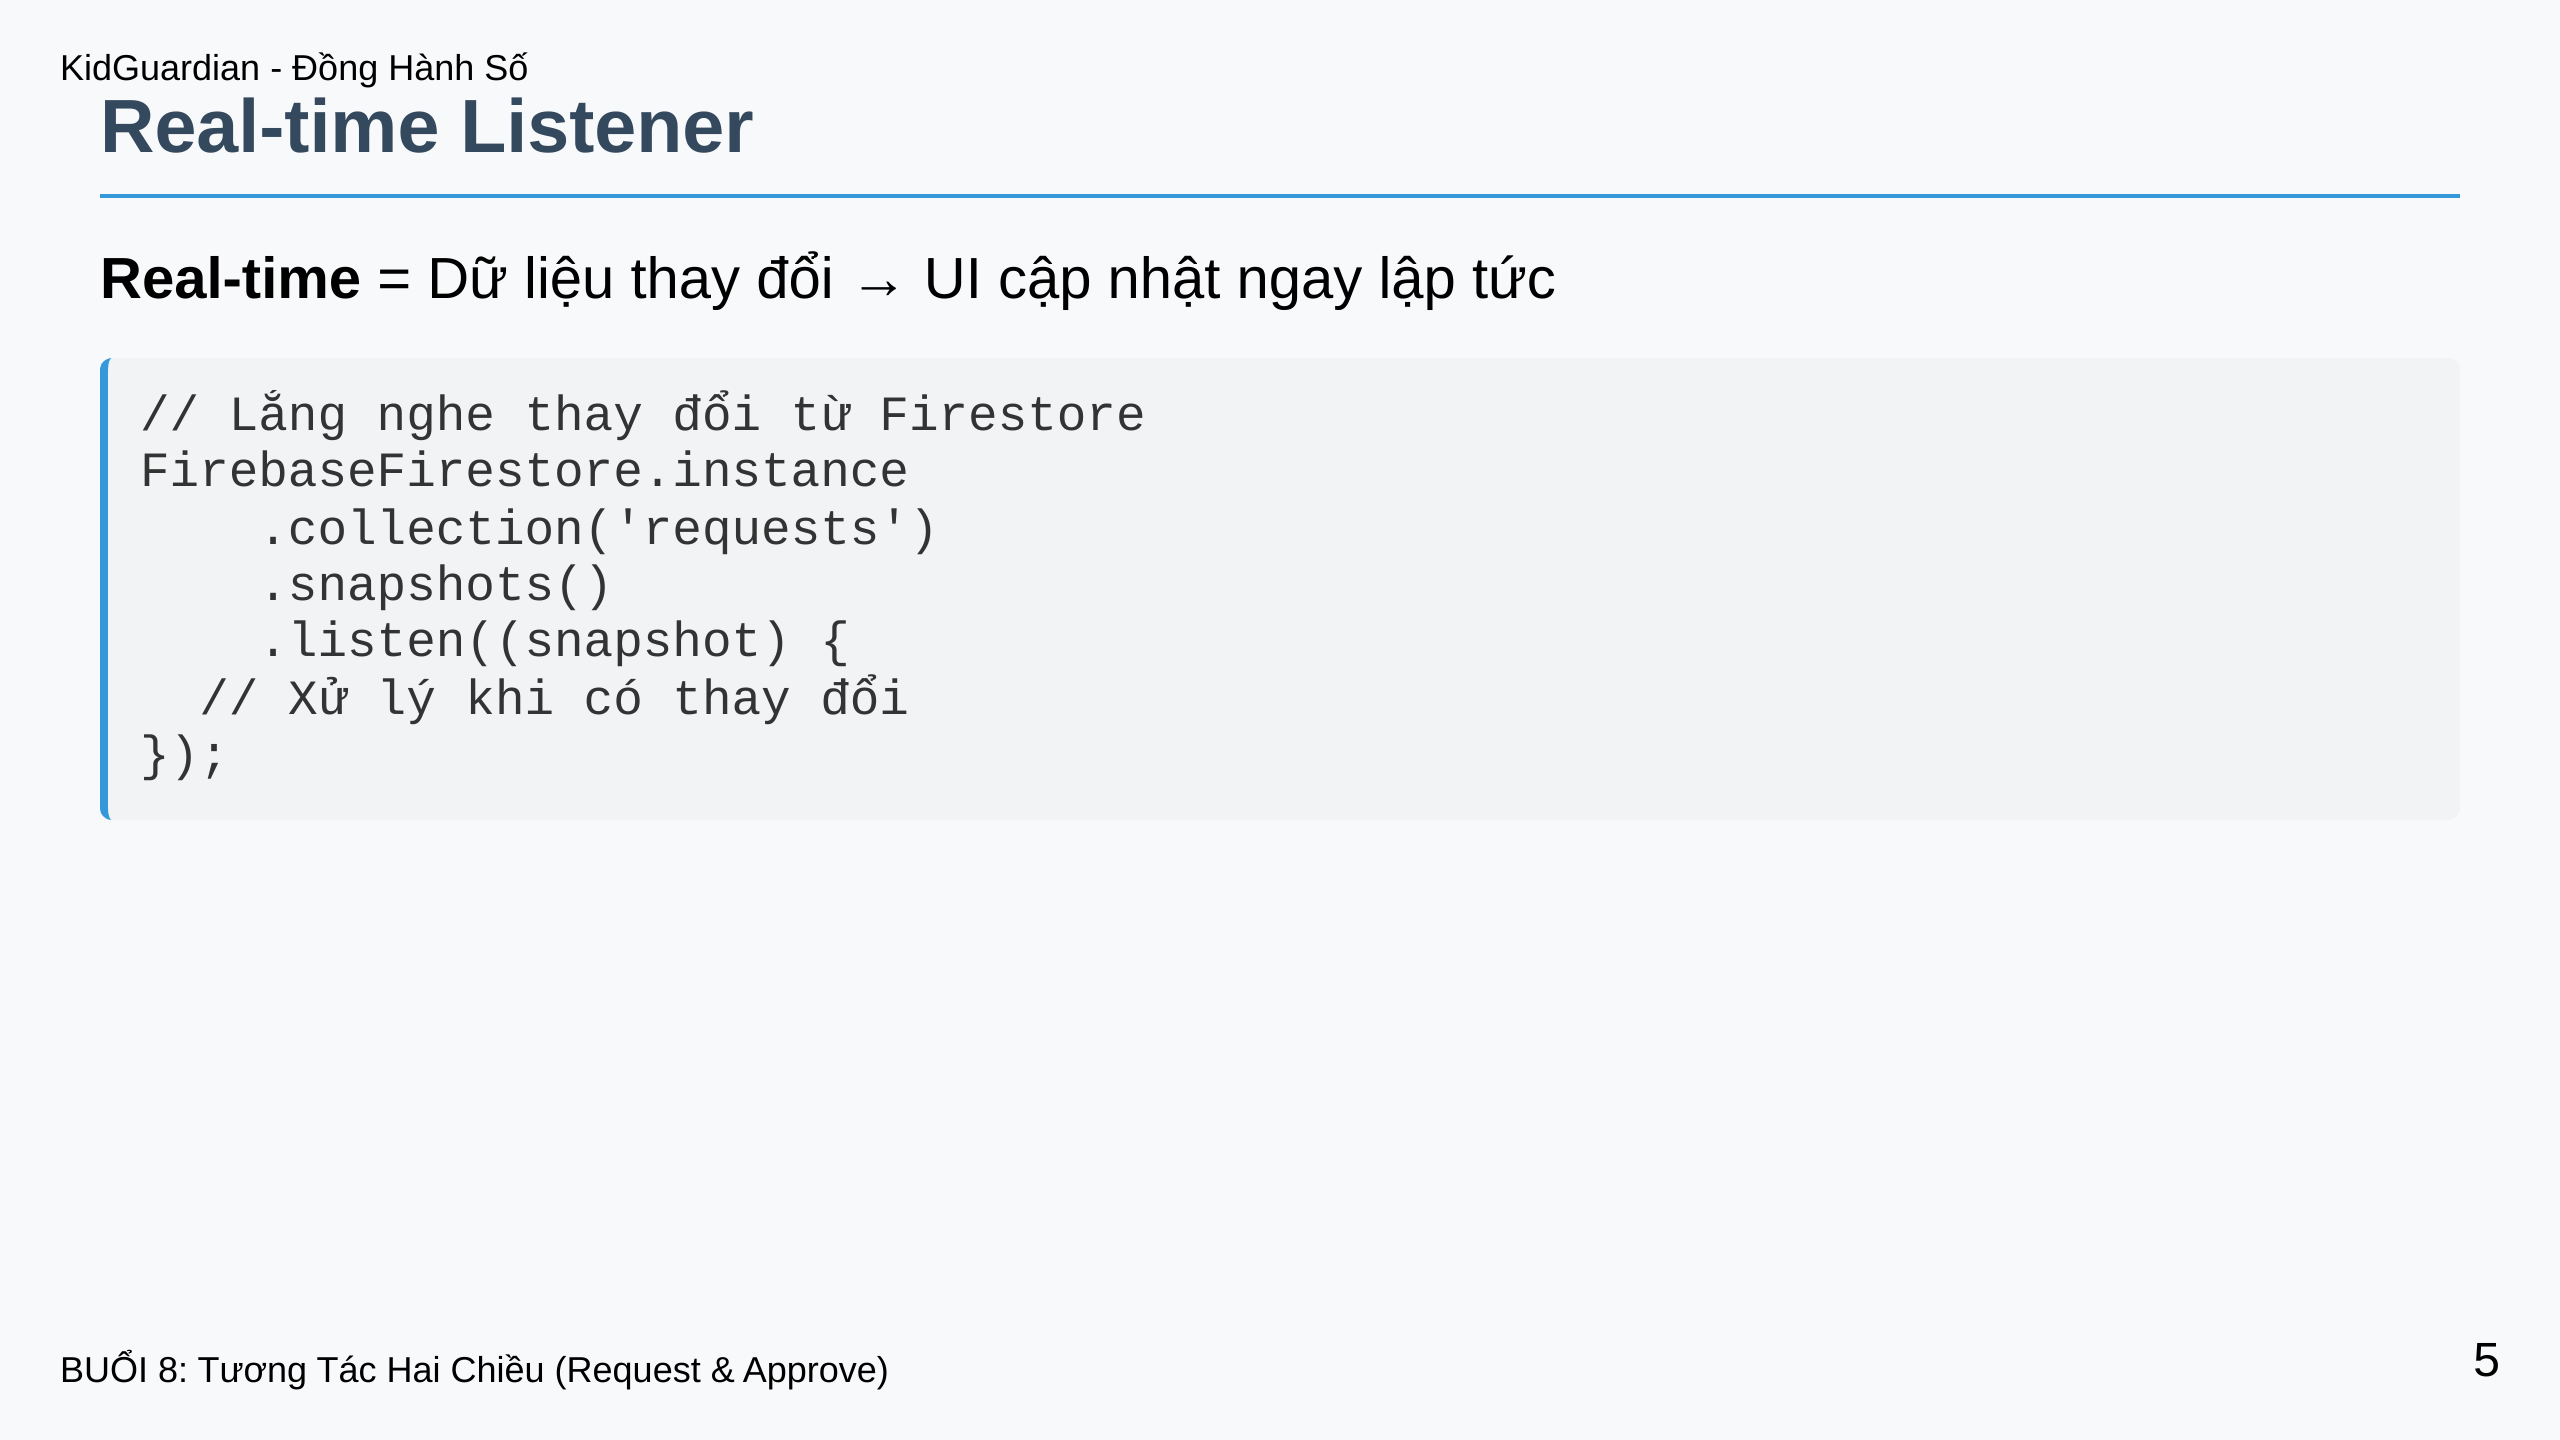 KidGuardian - Đồng Hành Số
Real-time Listener
Real-time = Dữ liệu thay đổi → UI cập nhật ngay lập tức
// Lắng nghe thay đổi từ Firestore
FirebaseFirestore.instance
    .collection('requests')
    .snapshots()
    .listen((snapshot) {
  // Xử lý khi có thay đổi
});
BUỔI 8: Tương Tác Hai Chiều (Request & Approve)
5